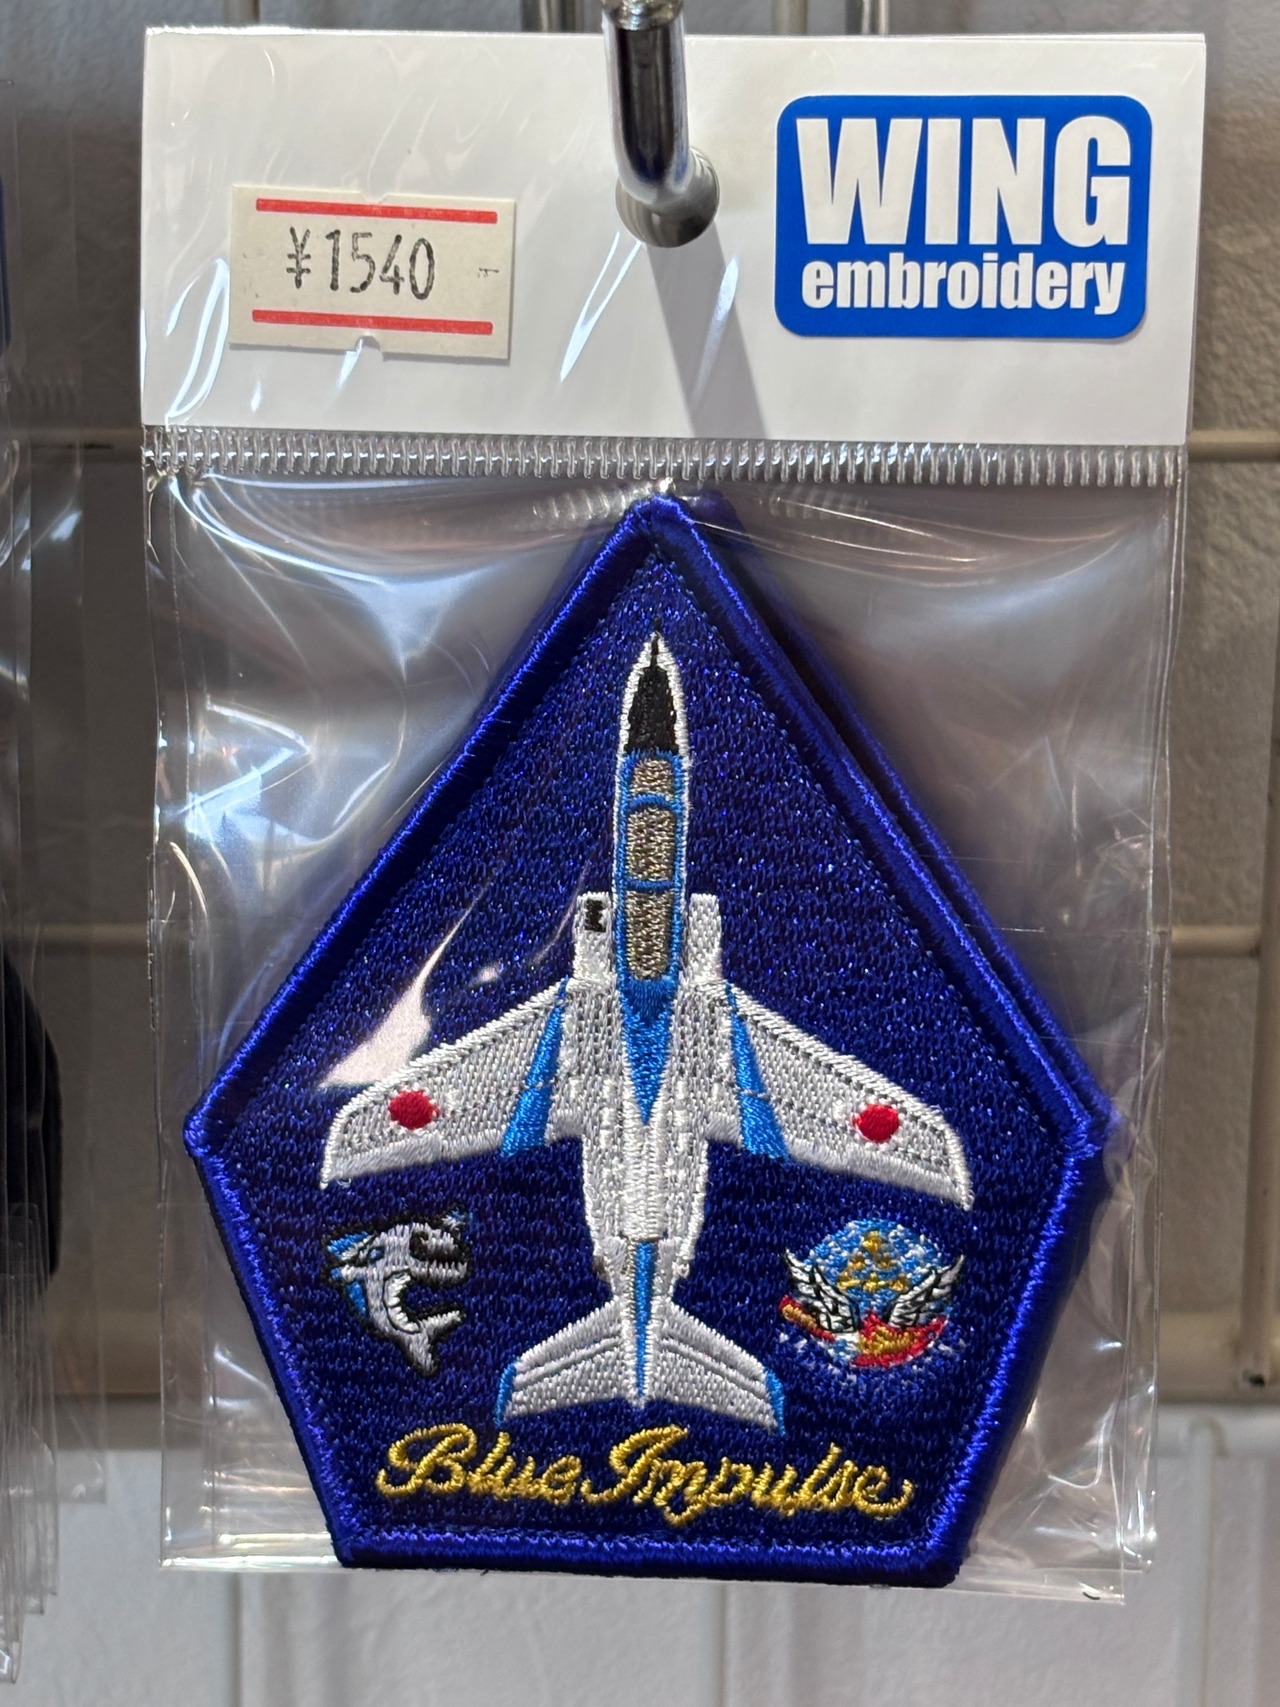 ¥1540
WING
embroidery
Blue Impulse